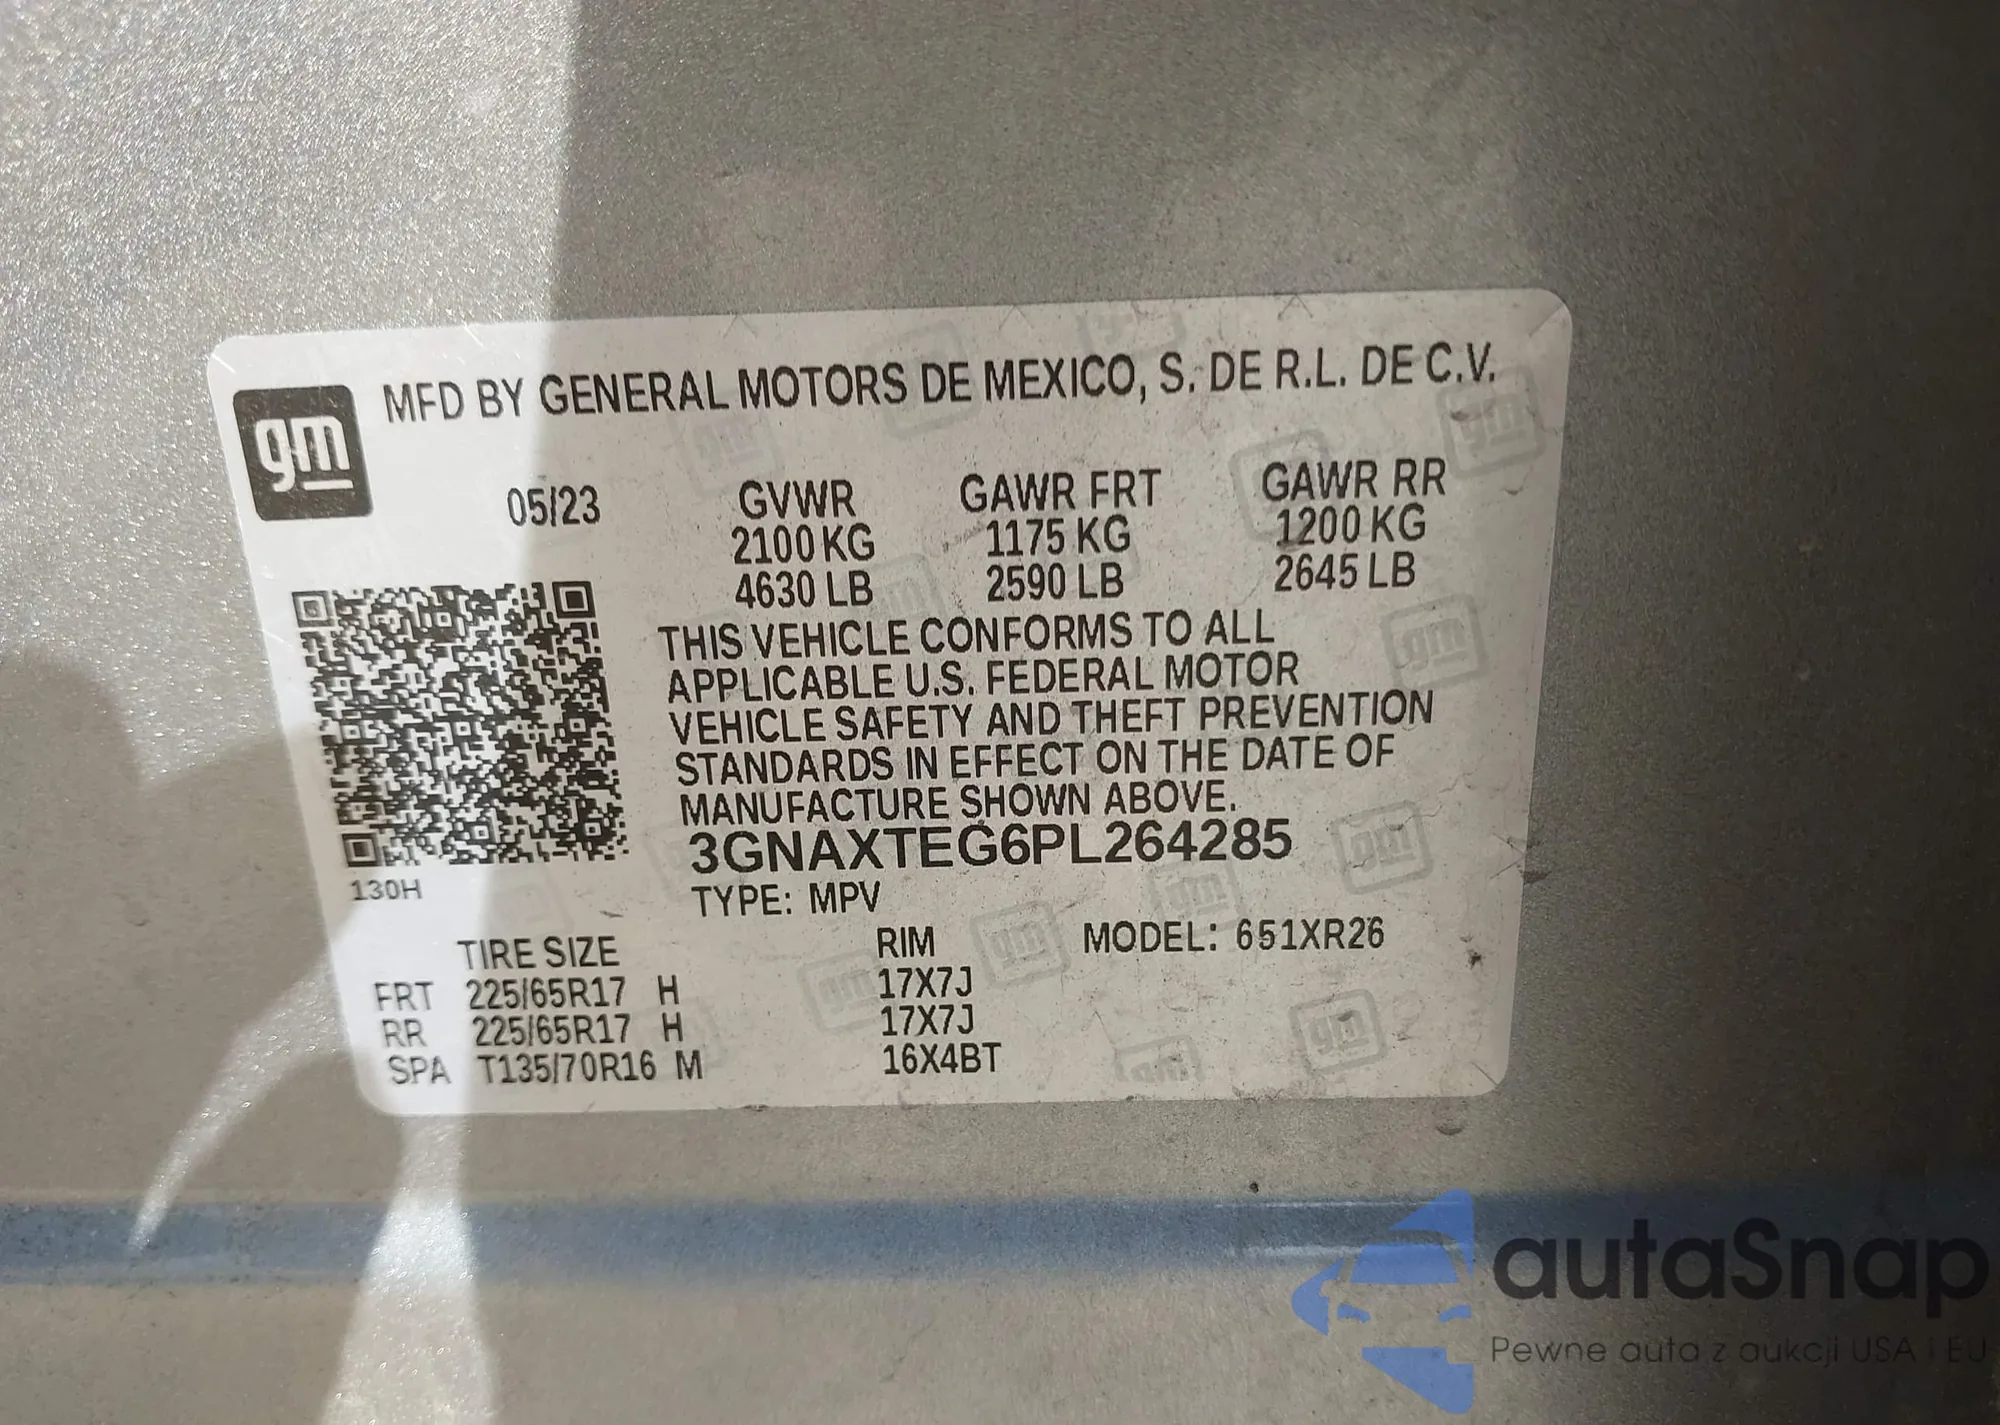 gm
MFD BY GENERAL MOTORS DE MEXICO, S. DE R.L. DE C.V.
05/23 GVWR GAWR FRT GAWR RR
2100 KG 1175 KG 1200 KG
4630 LB 2590 LB 2645 LB
THIS VEHICLE CONFORMS TO ALL
APPLICABLE U.S. FEDERAL MOTOR
VEHICLE SAFETY AND THEFT PREVENTION
STANDARDS IN EFFECT ON THE DATE OF
MANUFACTURE SHOWN ABOVE.
3GNAXTEG6PL264285
130H
TYPE: MPV
TIRE SIZE RIM MODEL: 651XR26
FRT 225/65R17 H 17X7J
RR 225/65R17 H 17X7J
SPA T135/70R16 M 16X4BT
autaSnap
Pewne auta z aukcji USA i EU